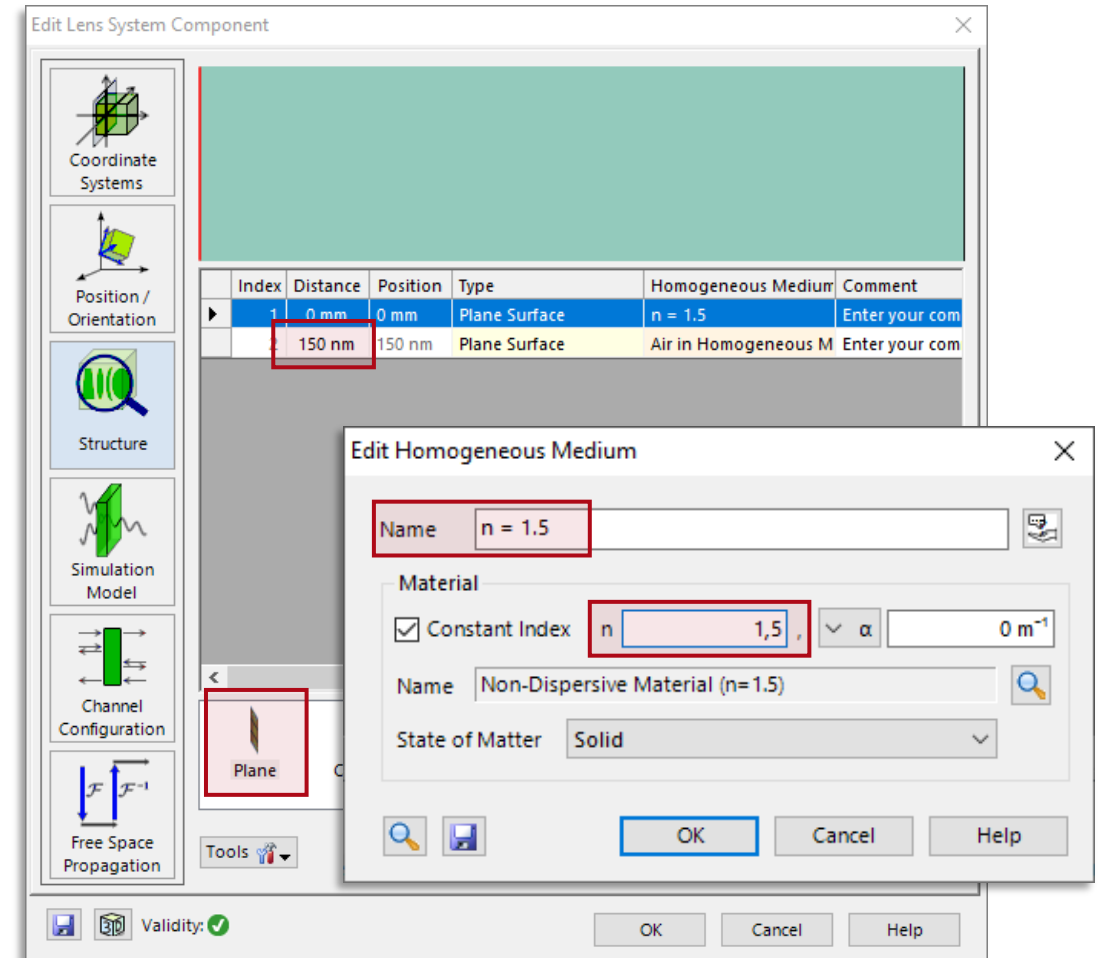 Edit Lens System Component
Coordinate
Systems
Position /
Orientation
Structure
Simulation
Model
Channel
Configuration
F F⁻¹
Free Space
Propagation
Index Distance Position Type Homogeneous Medium Comment
1 0 mm 0 mm Plane Surface n = 1.5 Enter your com
2 150 nm 150 nm Plane Surface Air in Homogeneous M Enter your com
Plane
Tools
Edit Homogeneous Medium
Name n = 1.5
Material
Constant Index n 1,5 , α 0 m⁻¹
Name Non-Dispersive Material (n=1.5)
State of Matter Solid
OK Cancel Help
3D Validity:
OK Cancel Help